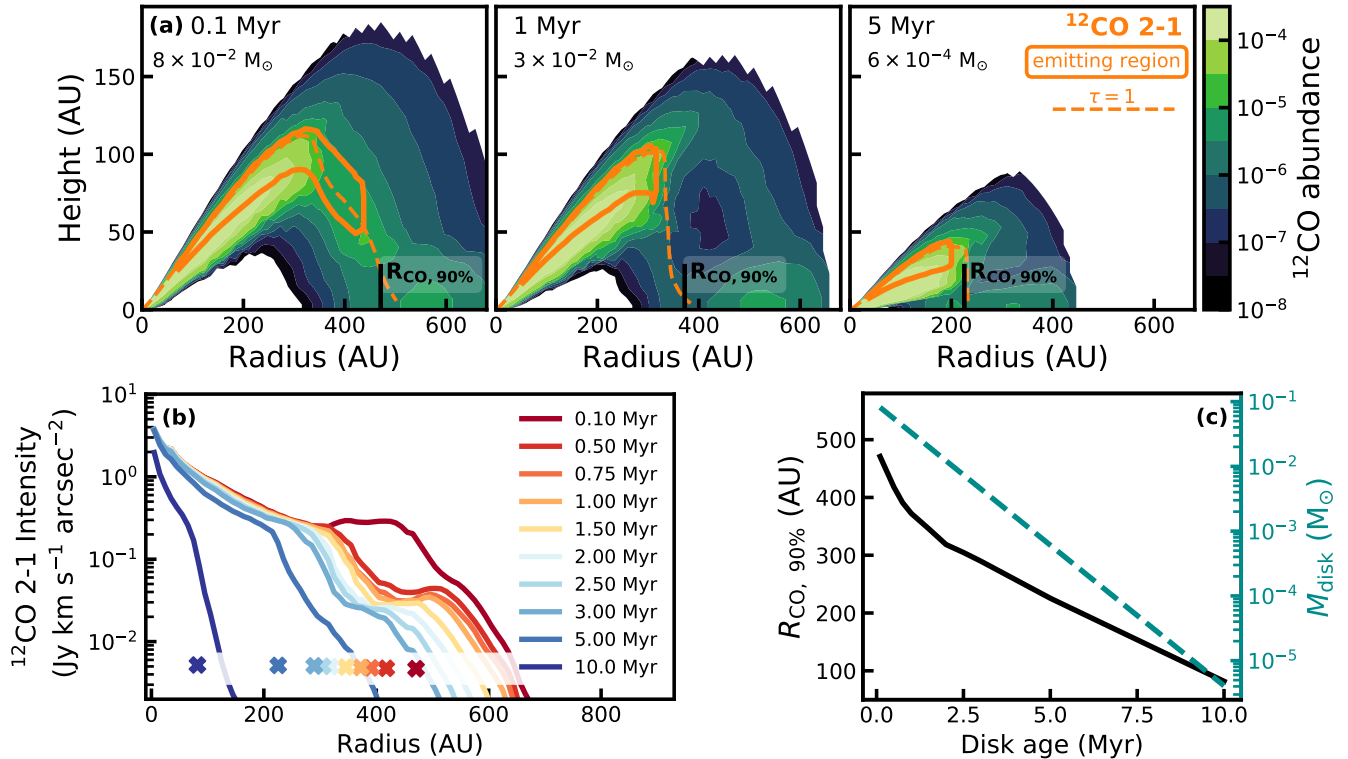 (a) 0.1 Myr
8 × 10⁻² M☉
1 Myr
3 × 10⁻² M☉
5 Myr
6 × 10⁻⁴ M☉
¹²CO 2-1
emitting region
τ = 1
R_CO, 90%
R_CO, 90%
R_CO, 90%
Height (AU)
150
100
50
0
0 200 400 600
0 200 400 600
0 200 400 600
Radius (AU)
Radius (AU)
Radius (AU)
10⁻⁴
10⁻⁵
10⁻⁶
10⁻⁷
10⁻⁸
¹²CO abundance
(b)
¹²CO 2-1 Intensity
(Jy km s⁻¹ arcsec⁻²)
10¹
10⁰
10⁻¹
10⁻²
0.10 Myr
0.50 Myr
0.75 Myr
1.00 Myr
1.50 Myr
2.00 Myr
2.50 Myr
3.00 Myr
5.00 Myr
10.0 Myr
0 200 400 600 800
Radius (AU)
(c)
R_CO, 90% (AU)
500
400
300
200
100
0.0 2.5 5.0 7.5 10.0
Disk age (Myr)
10⁻¹
10⁻²
10⁻³
10⁻⁴
10⁻⁵
M_disk (M☉)